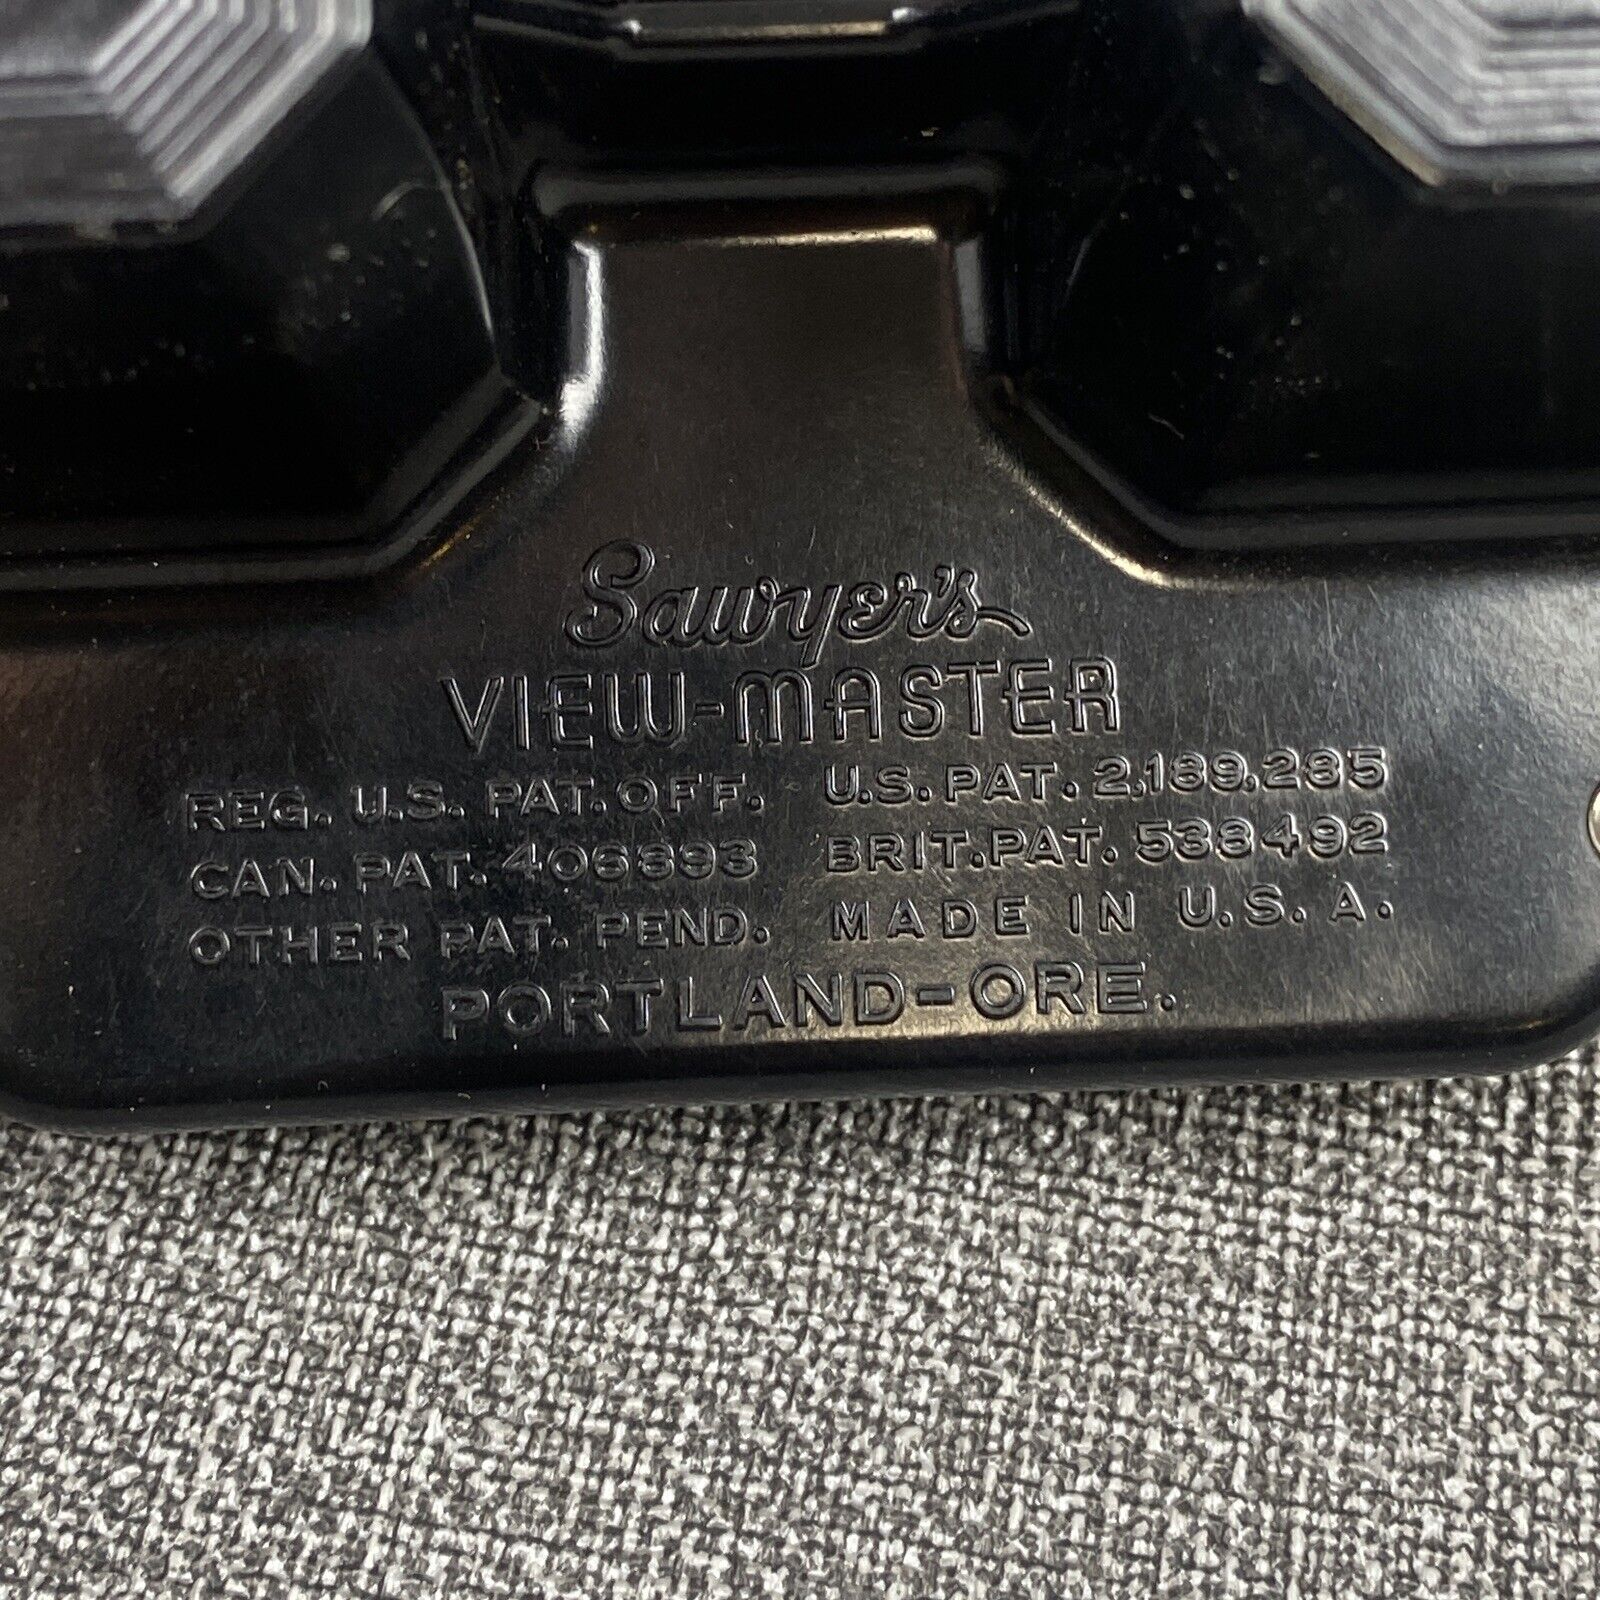 Sawyer's
VIEW-MASTER
REG. U.S. PAT. OFF. U.S. PAT. 2,189,285
CAN. PAT. 406893 BRIT. PAT. 538492
OTHER PAT. PEND. MADE IN U.S.A.
PORTLAND-ORE.